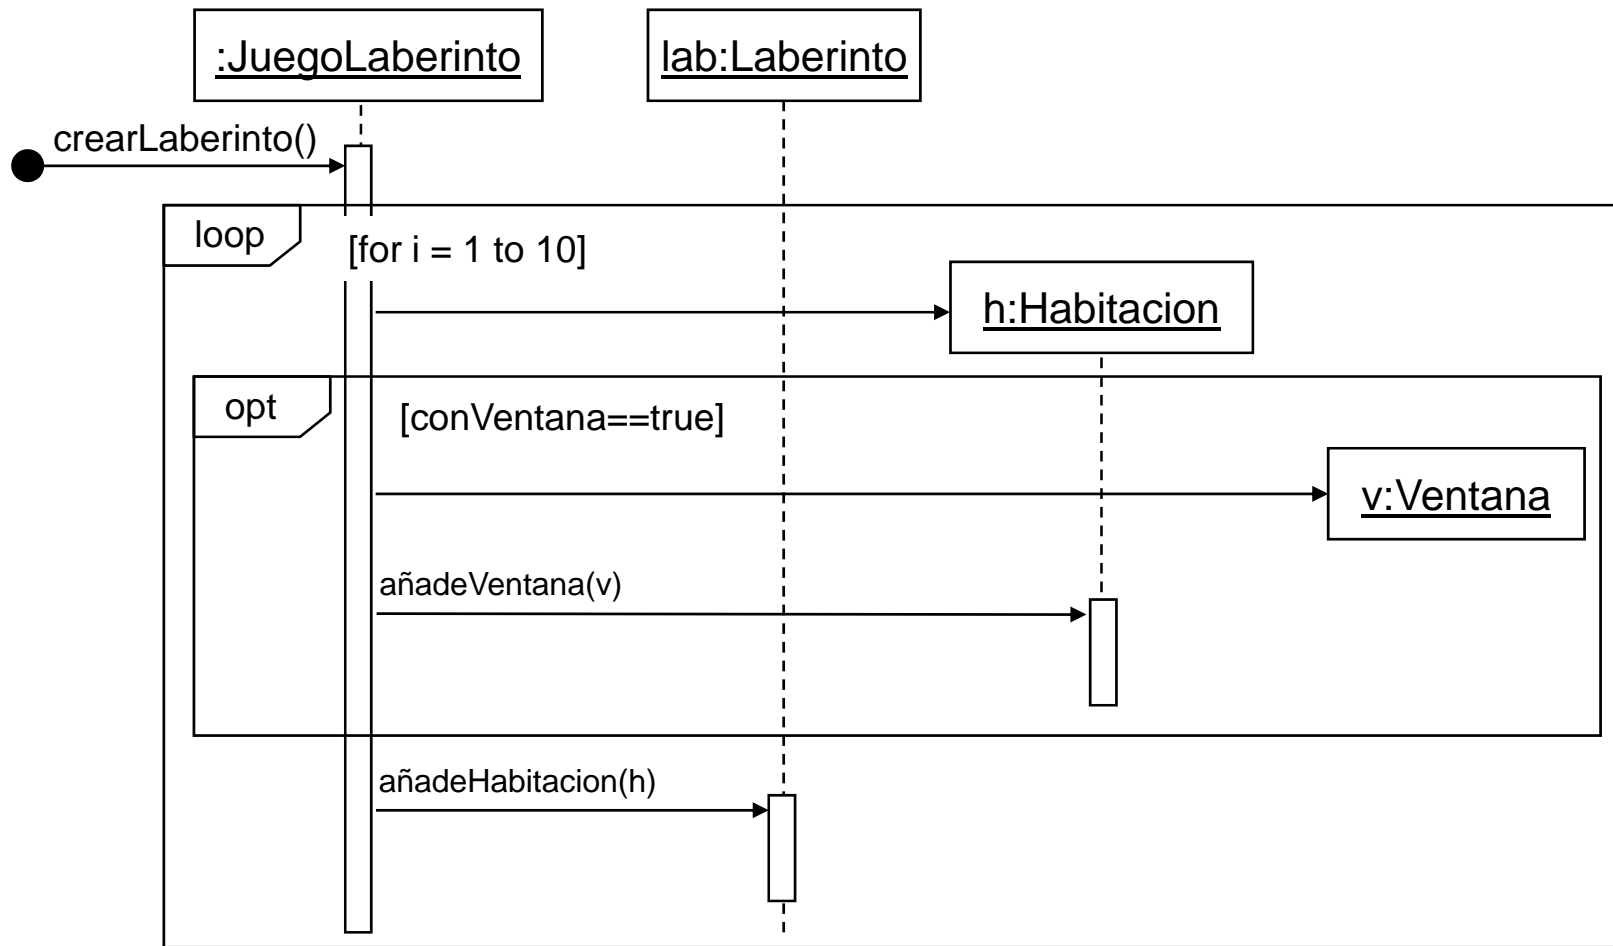 :JuegoLaberinto
lab:Laberinto
crearLaberinto()
loop
[for i = 1 to 10]
h:Habitacion
opt
[conVentana==true]
v:Ventana
añadeVentana(v)
añadeHabitacion(h)